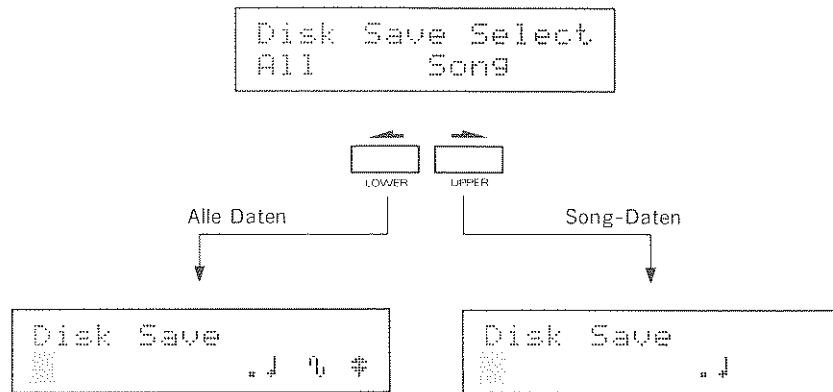 Disk Save Select
All Song
LOWER UPPER
Alle Daten Song-Daten
Disk Save Disk Save